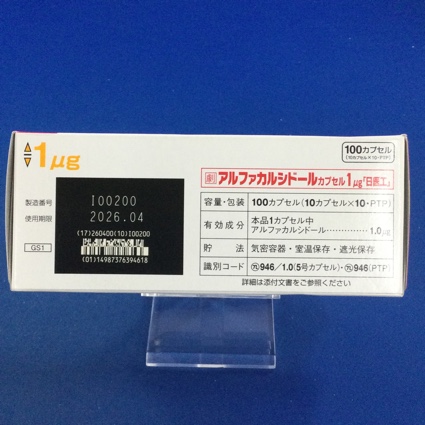 1μg
100カプセル
(10カプセル×10・PTP)
劇 アルファカルシドールカプセル1μg「日医工」
製造番号 I00200
使用期限 2026.04
GS1
(17)260400(10)I00200
(01)14987376394618
容量・包装 100カプセル(10カプセル×10・PTP)
有効成分 本品1カプセル中
アルファカルシドール……………1.0μg
貯法 気密容器・室温保存・遮光保存
識別コード 946/1.0(5号カプセル)・946(PTP)
詳細は添付文書をご参照ください